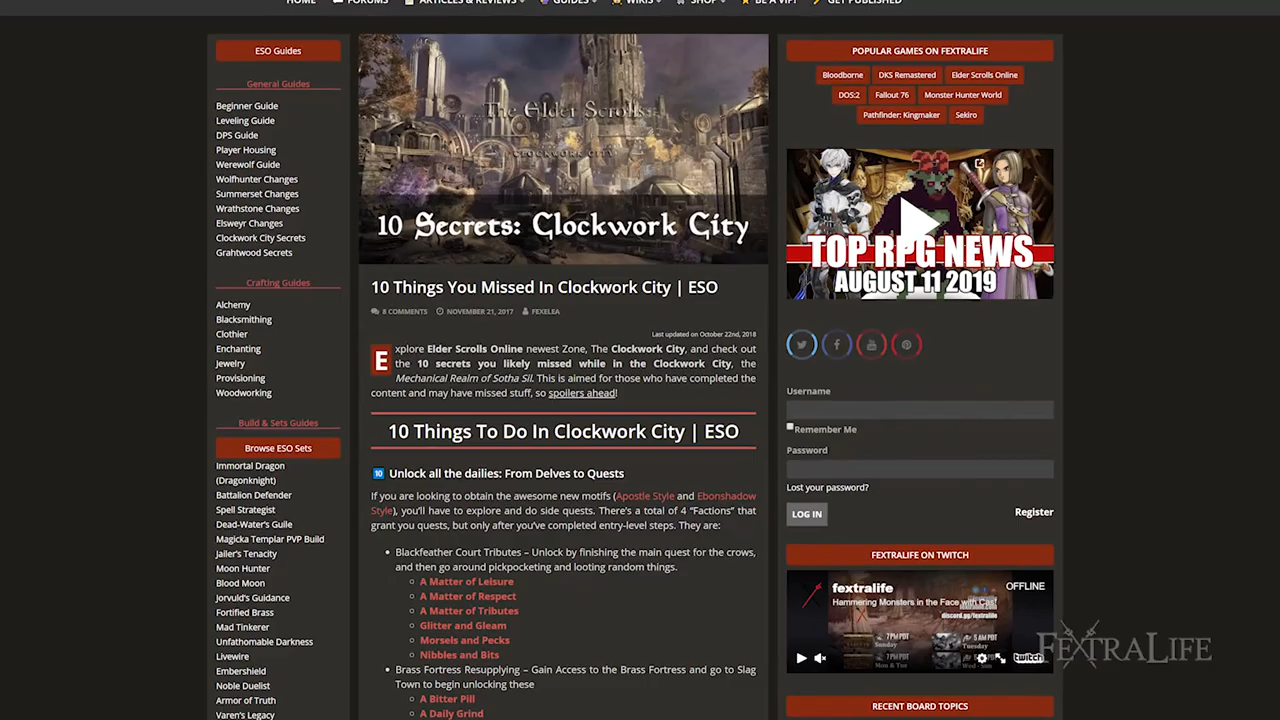 HOME
FORUMS
ARTICLES & REVIEWS
GUIDES
WIKIS
SHOP
BE A VIP!
GET PUBLISHED
ESO Guides
General Guides
Beginner Guide
Leveling Guide
DPS Guide
Player Housing
Werewolf Guide
Wolfhunter Changes
Summerset Changes
Wrathstone Changes
Elsweyr Changes
Clockwork City Secrets
Grahtwood Secrets
Crafting Guides
Alchemy
Blacksmithing
Clothier
Enchanting
Jewelry
Provisioning
Woodworking
Build & Sets Guides
Browse ESO Sets
Immortal Dragon
(Dragonknight)
Battalion Defender
Spell Strategist
Dead-Water's Guile
Magicka Templar PVP Build
Jailer's Tenacity
Moon Hunter
Blood Moon
Jorvuld's Guidance
Fortified Brass
Mad Tinkerer
Unfathomable Darkness
Livewire
Embershield
Noble Duelist
Armor of Truth
Varen's Legacy
The Elder Scrolls
CLOCKWORK CITY
10 Secrets: Clockwork City
10 Things You Missed In Clockwork City | ESO
8 COMMENTS
NOVEMBER 21, 2017
FEXELEA
Last updated on October 22nd, 2018
Explore Elder Scrolls Online newest Zone, The Clockwork City, and check out
the 10 secrets you likely missed while in the Clockwork City, the
Mechanical Realm of Sotha Sil. This is aimed for those who have completed the
content and may have missed stuff, so spoilers ahead!
10 Things To Do In Clockwork City | ESO
10 Unlock all the dailies: From Delves to Quests
If you are looking to obtain the awesome new motifs (Apostle Style and Ebonshadow
Style), you'll have to explore and do side quests. There's a total of 4 "Factions" that
grant you quests, but only after you've completed entry-level steps. They are:
Blackfeather Court Tributes – Unlock by finishing the main quest for the crows,
and then go around pickpocketing and looting random things.
A Matter of Leisure
A Matter of Respect
A Matter of Tributes
Glitter and Gleam
Morsels and Pecks
Nibbles and Bits
Brass Fortress Resupplying – Gain Access to the Brass Fortress and go to Slag
Town to begin unlocking these
A Bitter Pill
A Daily Grind
POPULAR GAMES ON FEXTRALIFE
Bloodborne
DKS Remastered
Elder Scrolls Online
DOS:2
Fallout 76
Monster Hunter World
Pathfinder: Kingmaker
Sekiro
TOP RPG NEWS
AUGUST 11 2019
Username
Remember Me
Password
Lost your password?
LOG IN
Register
FEXTRALIFE ON TWITCH
fextralife
OFFLINE
Hammering Monsters in the Face with Cas!
discord.gg/fextralife
7 PM PDT
Sunday
5 AM PDT
Tuesday
7 PM PDT
Mon & Tue
twitch
FEXTRALIFE
RECENT BOARD TOPICS